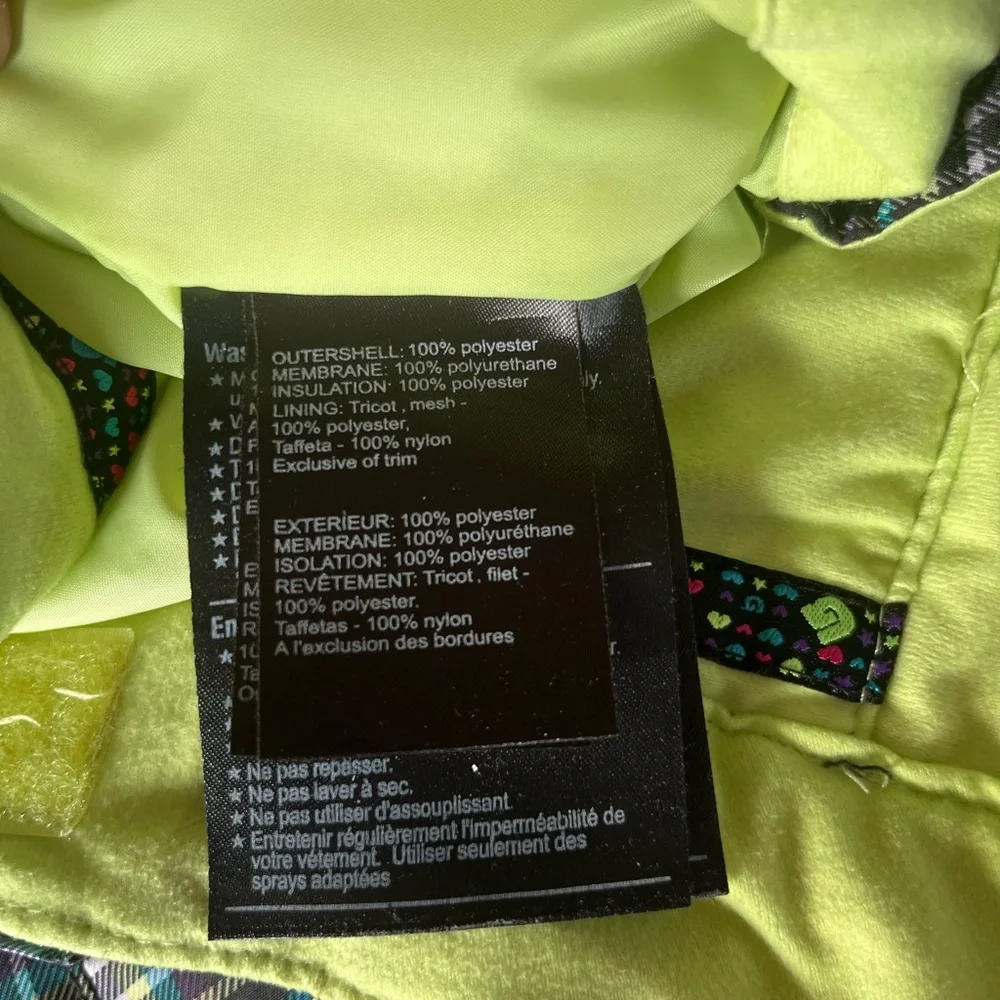 OUTERSHELL: 100% polyester
MEMBRANE: 100% polyurethane
INSULATION 100% polyester
LINING: Tricot , mesh -
100% polyester,
Taffeta - 100% nylon
Exclusive of trim
EXTERIEUR: 100% polyester
MEMBRANE: 100% polyuréthane
ISOLATION: 100% polyester
REVÊTEMENT: Tricot , filet -
100% polyester.
Taffetas - 100% nylon
A l'exclusion des bordures
★ Ne pas repasser.
★ Ne pas laver à sec.
★ Ne pas utiliser d'assouplissant.
★ Entretenir régulièrement l'imperméabilité de
votre vétement. Utiliser seulement des
sprays adaptées